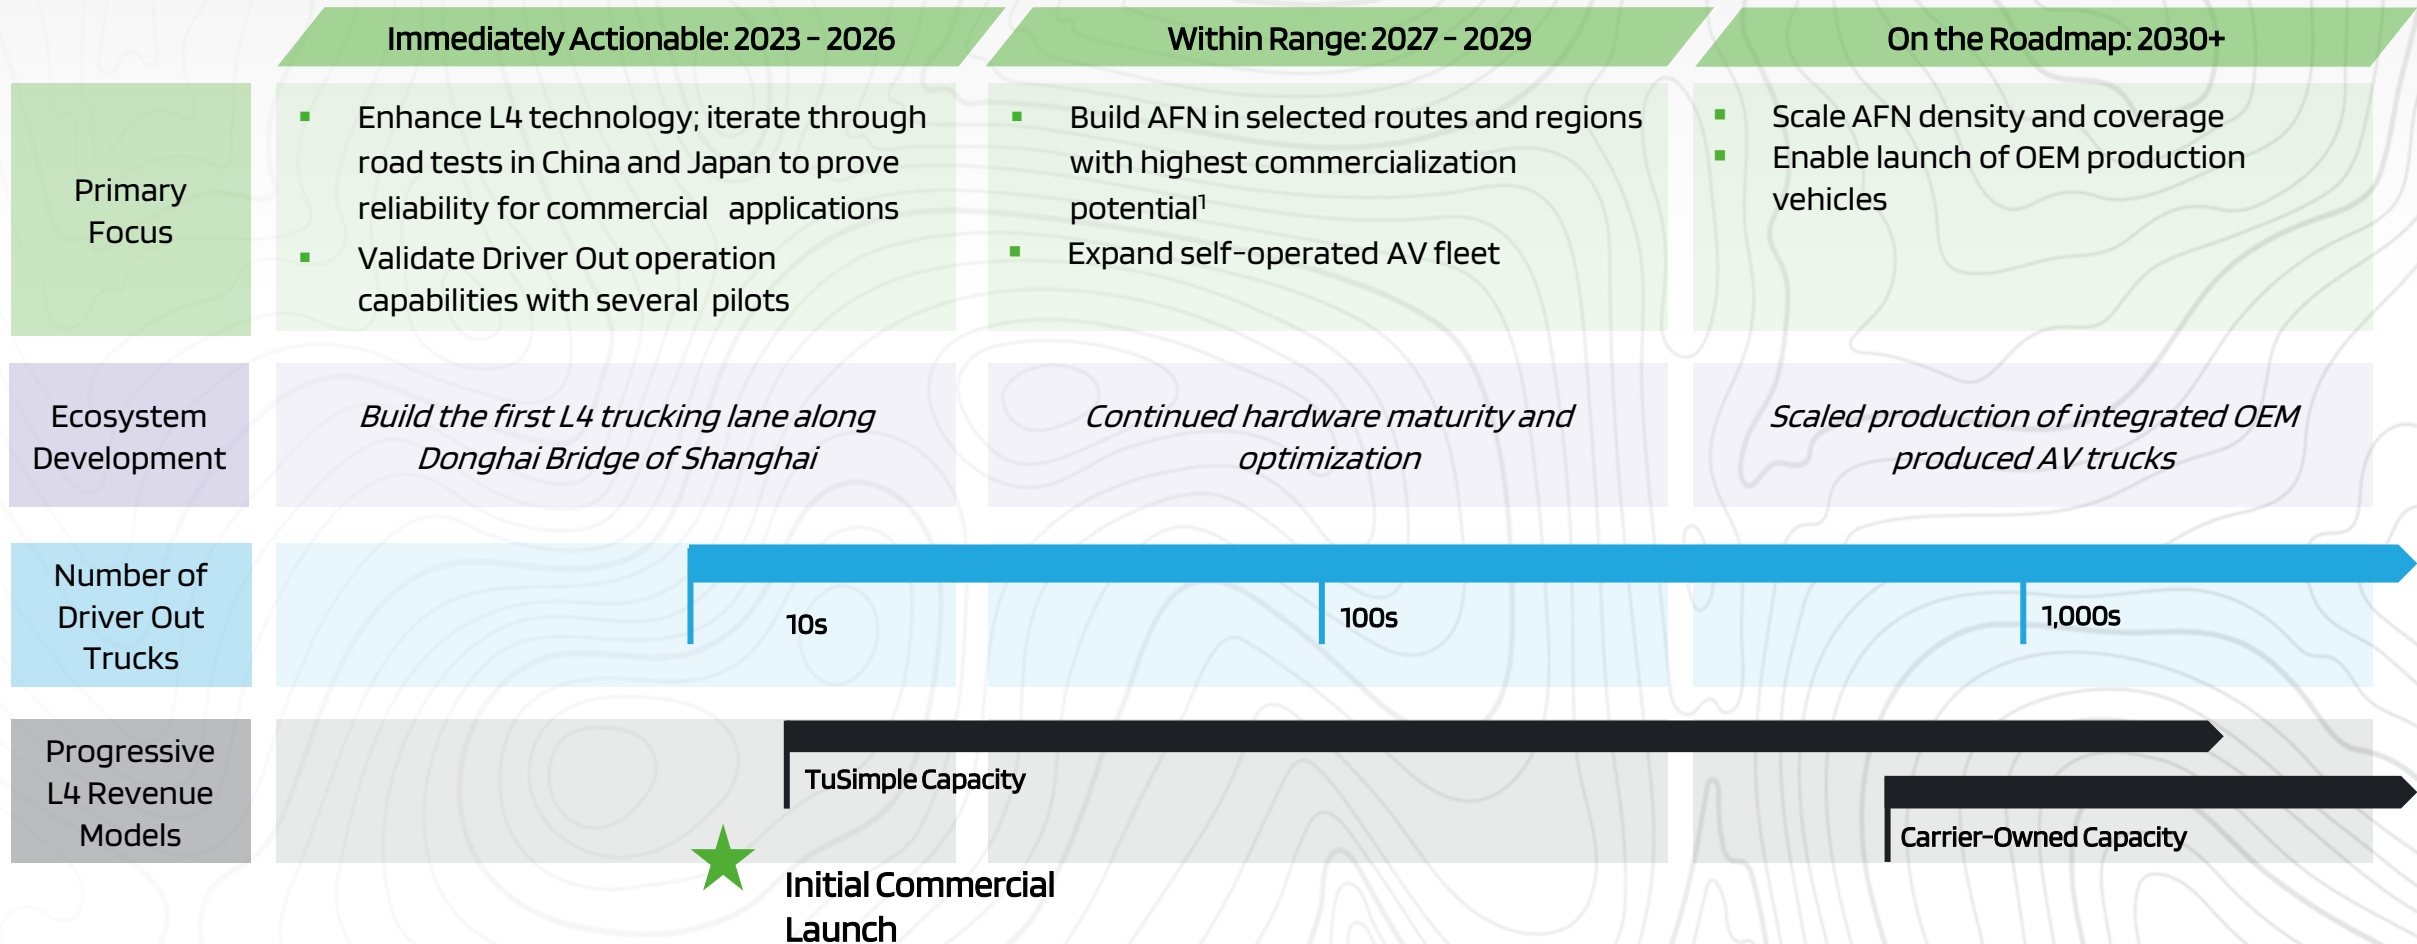 Immediately Actionable: 2023 – 2026
Within Range: 2027 – 2029
On the Roadmap: 2030+
Primary
Focus
▪ Enhance L4 technology; iterate through
road tests in China and Japan to prove
reliability for commercial applications
▪ Validate Driver Out operation
capabilities with several pilots
▪ Build AFN in selected routes and regions
with highest commercialization
potential¹
▪ Expand self-operated AV fleet
▪ Scale AFN density and coverage
▪ Enable launch of OEM production
vehicles
Ecosystem
Development
Build the first L4 trucking lane along
Donghai Bridge of Shanghai
Continued hardware maturity and
optimization
Scaled production of integrated OEM
produced AV trucks
Number of
Driver Out
Trucks
10s
100s
1,000s
Progressive
L4 Revenue
Models
TuSimple Capacity
Carrier-Owned Capacity
Initial Commercial
Launch